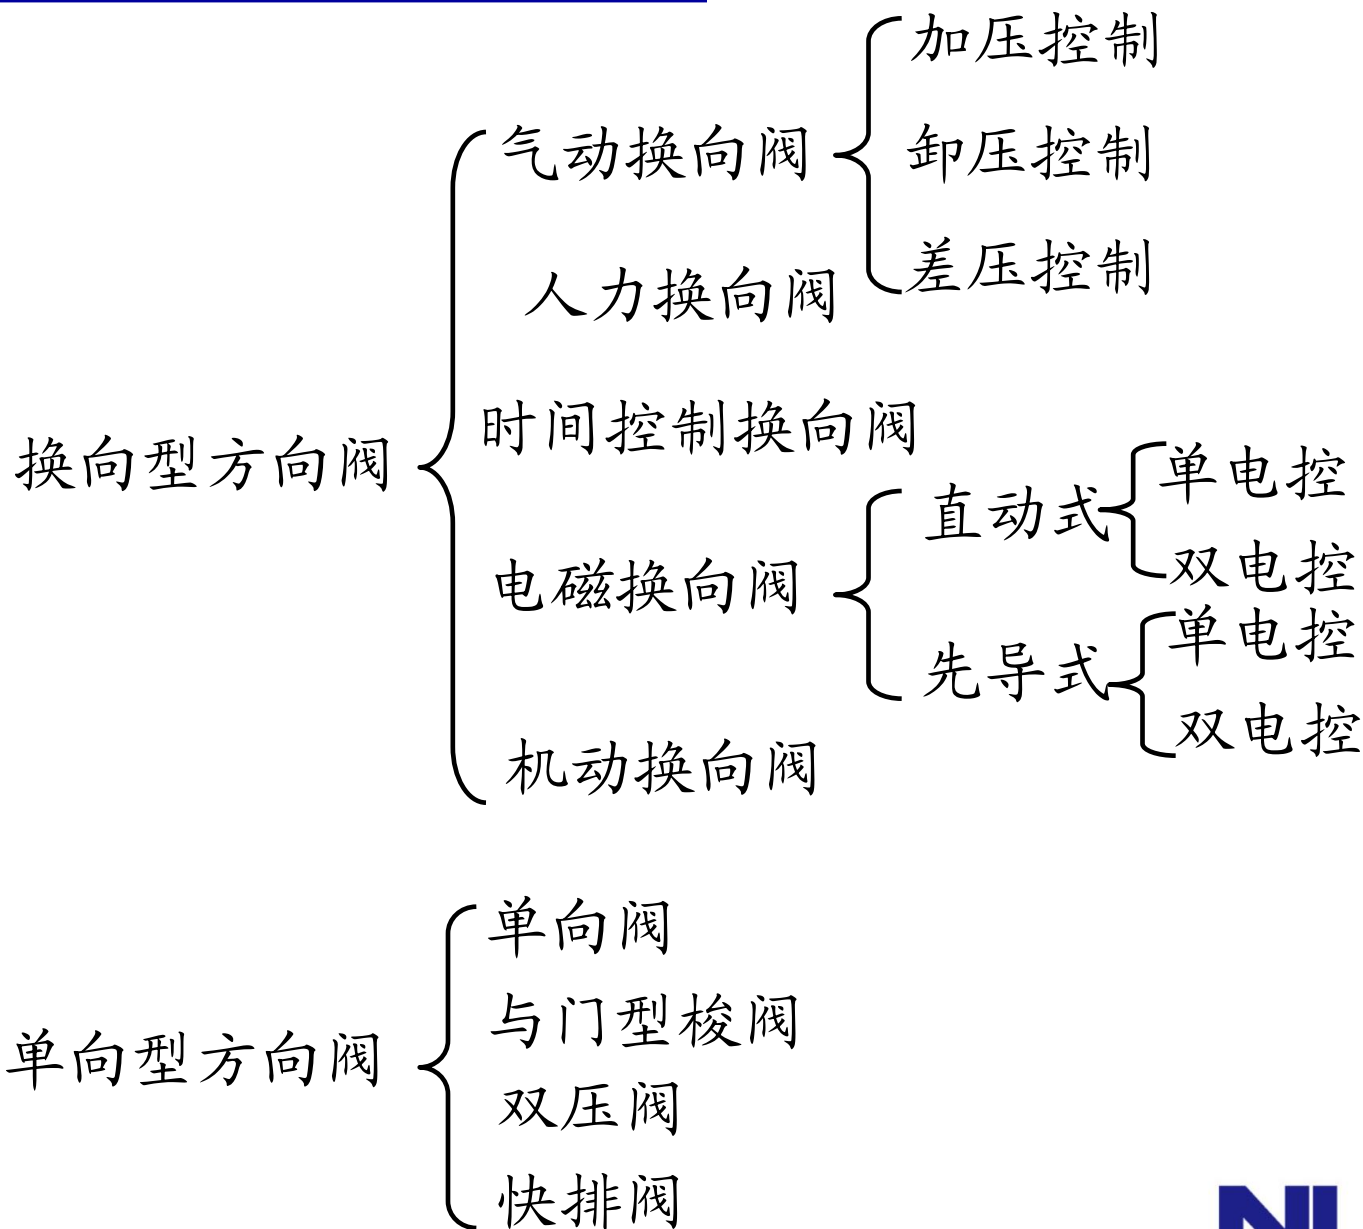 换向型方向阀
气动换向阀
加压控制
卸压控制
差压控制
人力换向阀
时间控制换向阀
电磁换向阀
直动式
单电控
双电控
先导式
单电控
双电控
机动换向阀
单向型方向阀
单向阀
与门型梭阀
双压阀
快排阀